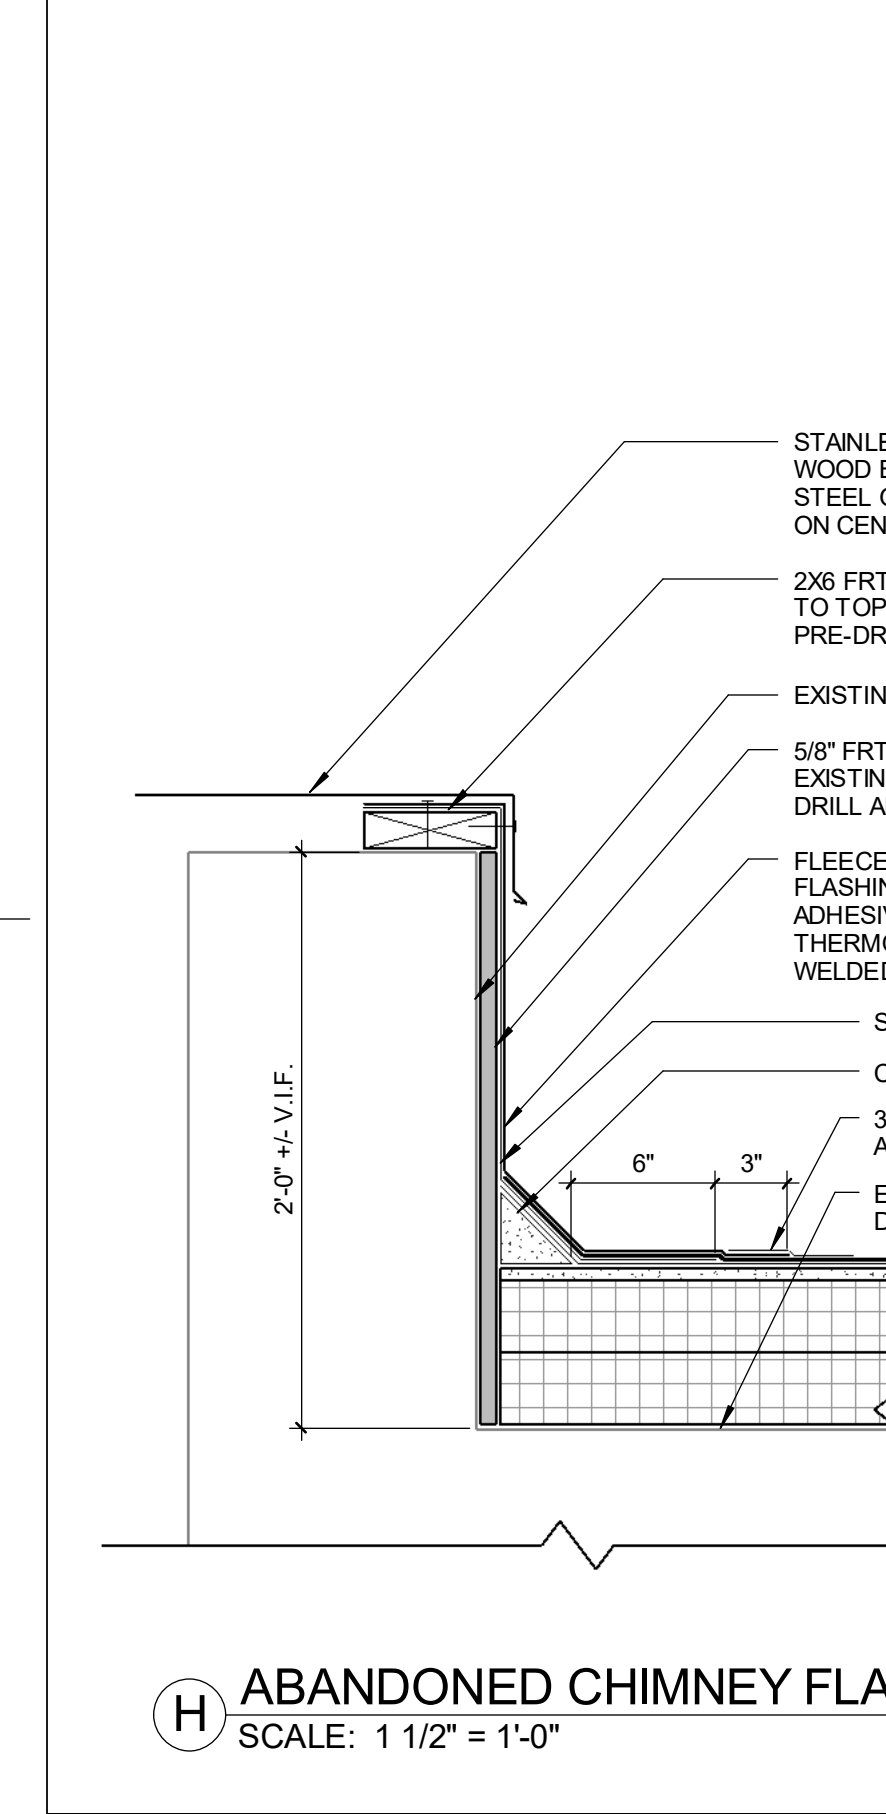 STAINLE
WOOD B
STEEL C
ON CEN
2X6 FRT
TO TOP
PRE-DR
EXISTIN
5/8" FRT
EXISTIN
DRILL A
FLEECE
FLASHIN
ADHESIV
THERMO
WELDED
S
C
3
A
E
D
6"
3"
2'-0" +/- V.I.F.
H
ABANDONED CHIMNEY FLA
SCALE: 1 1/2" = 1'-0"